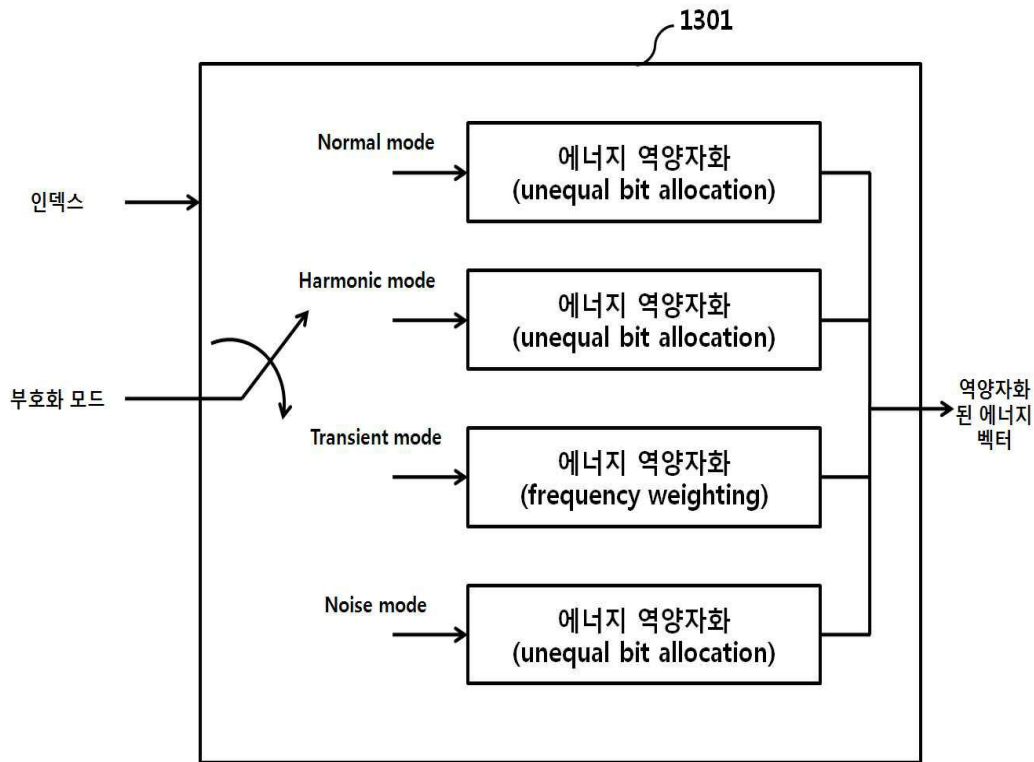 1301
Normal mode
에너지 역양자화
(unequal bit allocation)
인덱스
Harmonic mode
에너지 역양자화
(unequal bit allocation)
부호화 모드
역양자화
된 에너지
벡터
Transient mode
에너지 역양자화
(frequency weighting)
Noise mode
에너지 역양자화
(unequal bit allocation)